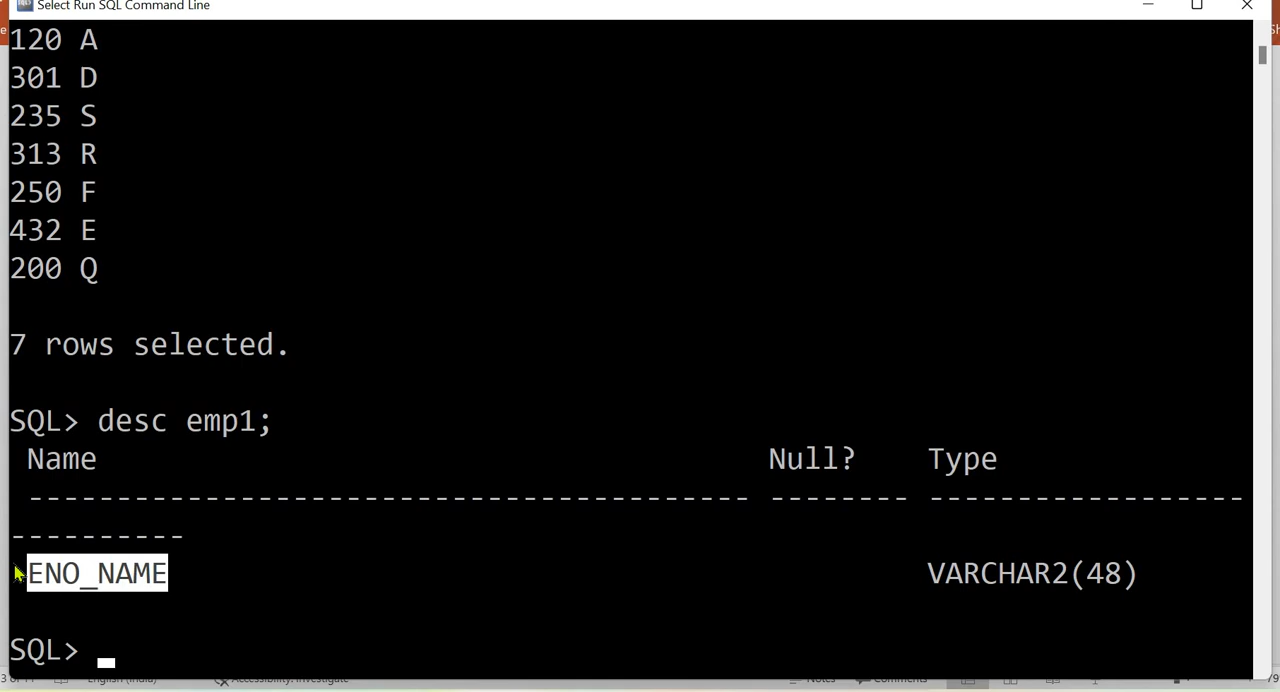 Select Run SQL Command Line
120 A
301 D
235 S
313 R
250 F
432 E
200 Q
7 rows selected.
SQL> desc emp1;
Name Null? Type
----------------------------------------- -------- ------------------
----------
ENO_NAME VARCHAR2(48)
SQL>
English (India) Accessibility: Investigate Notes Comments